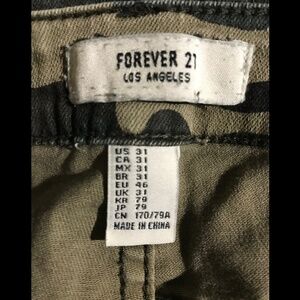 FOREVER 21
LOS ANGELES
US 31
CA 31
MX 31
BR 31
EU 46
UK 31
KR 79
JP 79
CN 170/79A
MADE IN CHINA